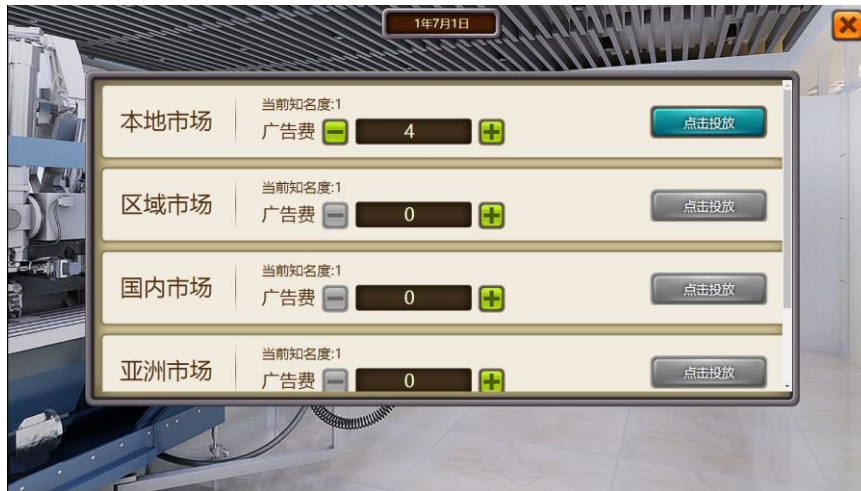 1年7月1日
本地市场
当前知名度:1
广告费 4
点击投放
区域市场
当前知名度:1
广告费 0
点击投放
国内市场
当前知名度:1
广告费 0
点击投放
亚洲市场
当前知名度:1
广告费 0
点击投放